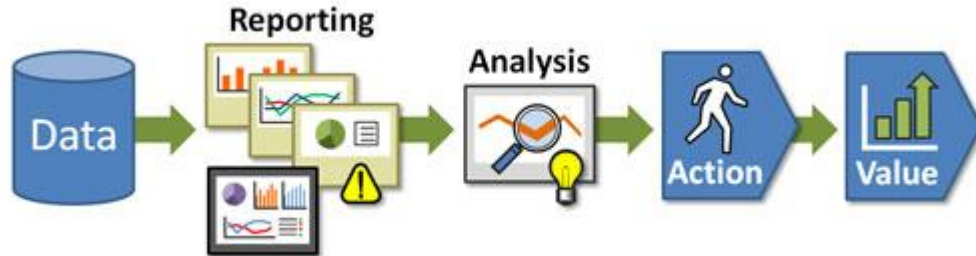 Reporting
Analysis
Data
Action
Value